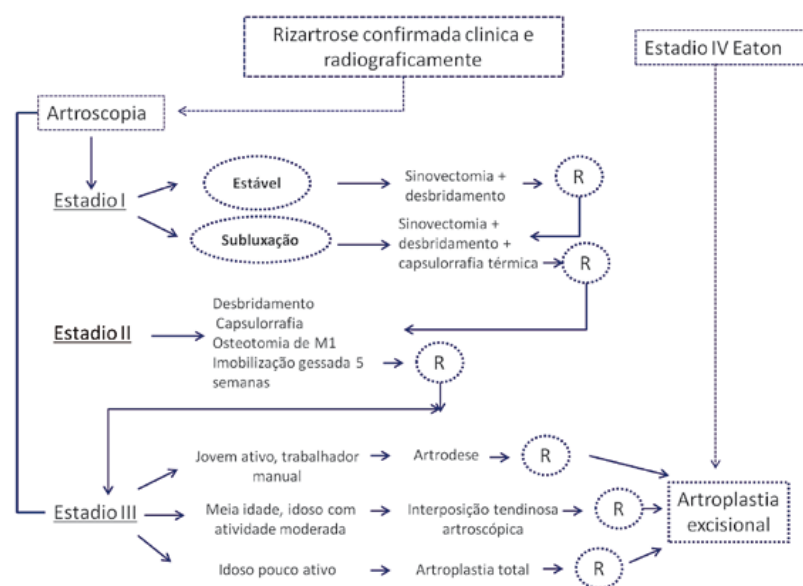 Rizartrose confirmada clinica e
radiograficamente
Estadio IV Eaton
Artroscopia
Estadio I
Estável
Sinovectomia +
desbridamento
R
Subluxação
Sinovectomia +
desbridamento +
capsulorrafia térmica
R
Estadio II
Desbridamento
Capsulorrafia
Osteotomia de M1
Imobilização gessada 5
semanas
R
Estadio III
Jovem ativo, trabalhador
manual
Artrodese
R
Meia idade, idoso com
atividade moderada
Interposição tendinosa
artroscópica
R
Idoso pouco ativo
Artroplastia total
R
Artroplastia
excisional